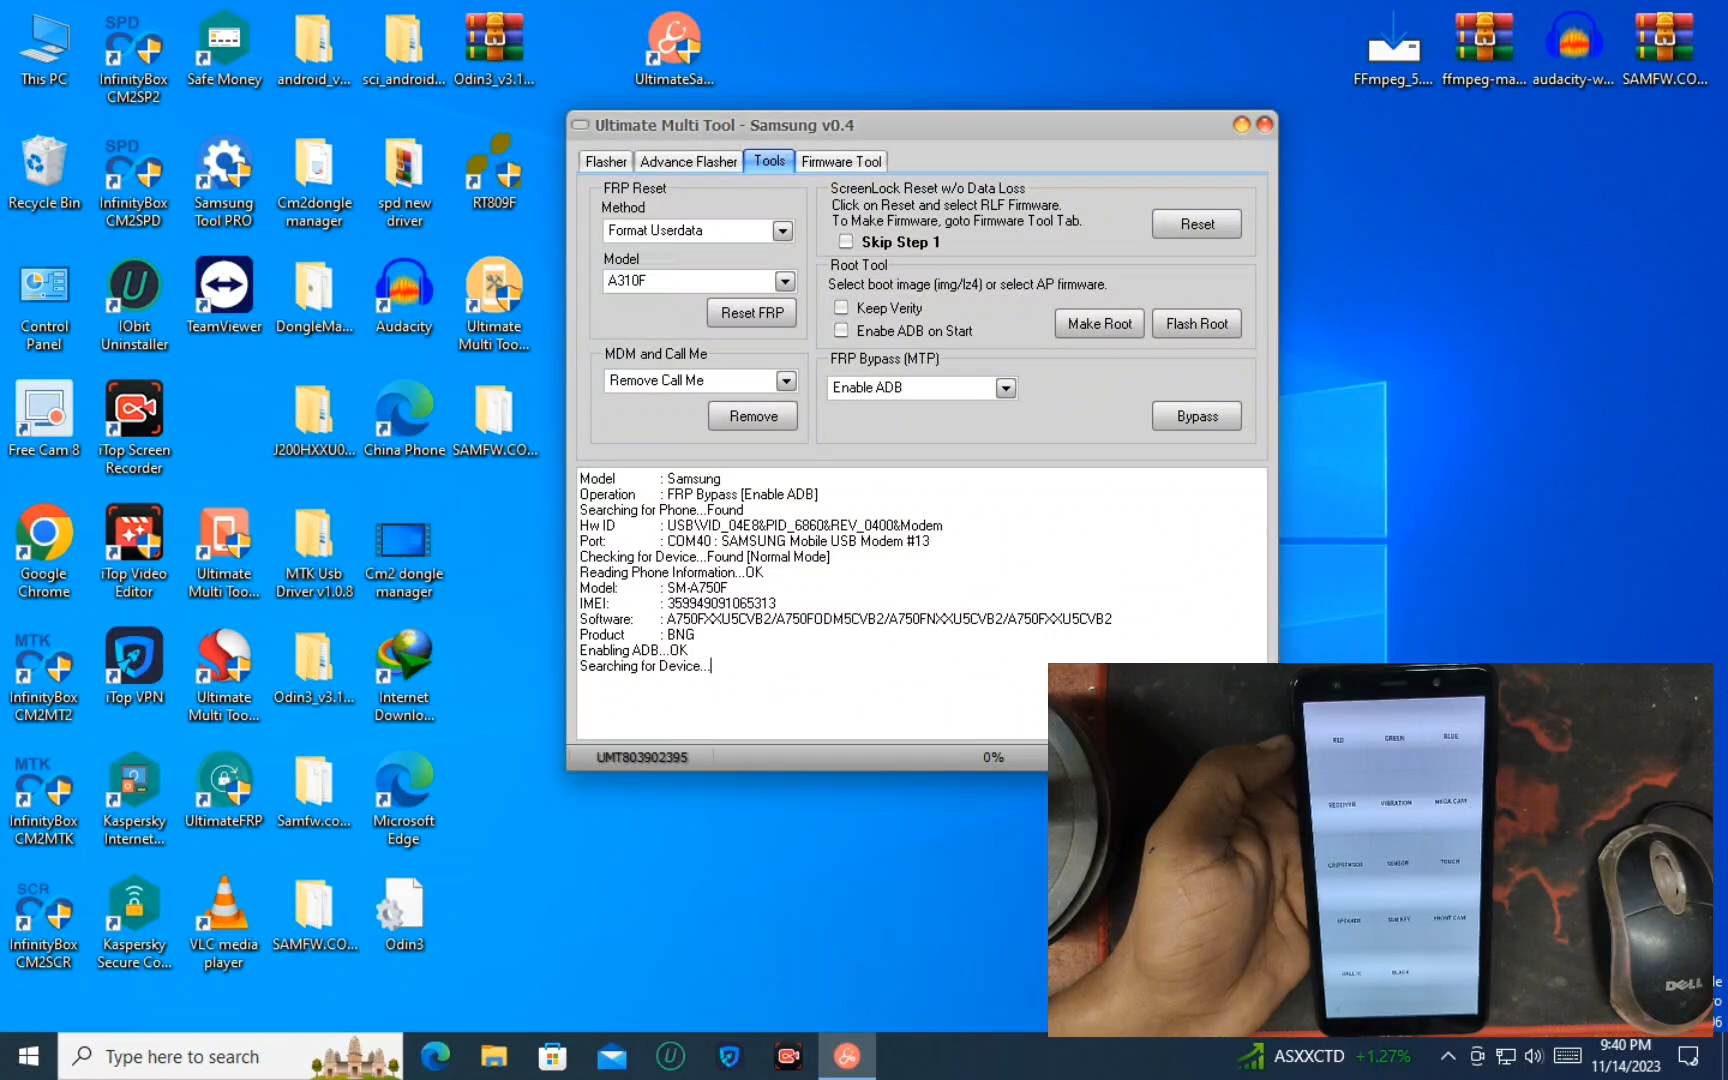 This PC
SPD
InfinityBox
CM2SP2
Safe Money
android_v...
sci_android...
Odin3_v3.1...
UltimateSa...
FFmpeg_5....
ffmpeg-ma...
audacity-w...
SAMFW.CO...
Recycle Bin
SPD
InfinityBox
CM2SPD
Samsung
Tool PRO
Cm2dongle
manager
spd new
driver
RT809F
Control
Panel
IObit
Uninstaller
TeamViewer
DongleMa...
Audacity
Ultimate
Multi Too...
Free Cam 8
iTop Screen
Recorder
J200HXXU0...
China Phone
SAMFW.CO...
Google
Chrome
iTop Video
Editor
Ultimate
Multi Too...
MTK Usb
Driver v1.0.8
Cm2 dongle
manager
MTK
InfinityBox
CM2MT2
iTop VPN
Ultimate
Multi Too...
Odin3_v3.1...
Internet
Downlo...
MTK
InfinityBox
CM2MTK
Kaspersky
Internet...
UltimateFRP
Samfw.co...
Microsoft
Edge
SCR
InfinityBox
CM2SCR
Kaspersky
Secure Co...
VLC media
player
SAMFW.CO...
Odin3
Ultimate Multi Tool - Samsung v0.4
Flasher
Advance Flasher
Tools
Firmware Tool
FRP Reset
Method
Format Userdata
Model
A310F
Reset FRP
MDM and Call Me
Remove Call Me
Remove
ScreenLock Reset w/o Data Loss
Click on Reset and select RLF Firmware.
To Make Firmware, goto Firmware Tool Tab.
Skip Step 1
Reset
Root Tool
Select boot image (img/lz4) or select AP firmware.
Keep Verity
Enabe ADB on Start
Make Root
Flash Root
FRP Bypass (MTP)
Enable ADB
Bypass
Model : Samsung
Operation : FRP Bypass [Enable ADB]
Searching for Phone...Found
Hw ID : USB\VID_04E8&PID_6860&REV_0400&Modem
Port: : COM40 : SAMSUNG Mobile USB Modem #13
Checking for Device...Found [Normal Mode]
Reading Phone Information...OK
Model: : SM-A750F
IMEI: : 359949091065313
Software: : A750FXXU5CVB2/A750FODM5CVB2/A750FNXXU5CVB2/A750FXXU5CVB2
Product : BNG
Enabling ADB...OK
Searching for Device...
UMT803902395
0%
RED
GREEN
BLUE
RECEIVER
VIBRATION
MEGA CAM
SENSOR
TOUCH
SPEAKER
SUB KEY
FRONT CAM
BLACK
DELL
Type here to search
ASXXCTD +1.27%
9:40 PM
11/14/2023